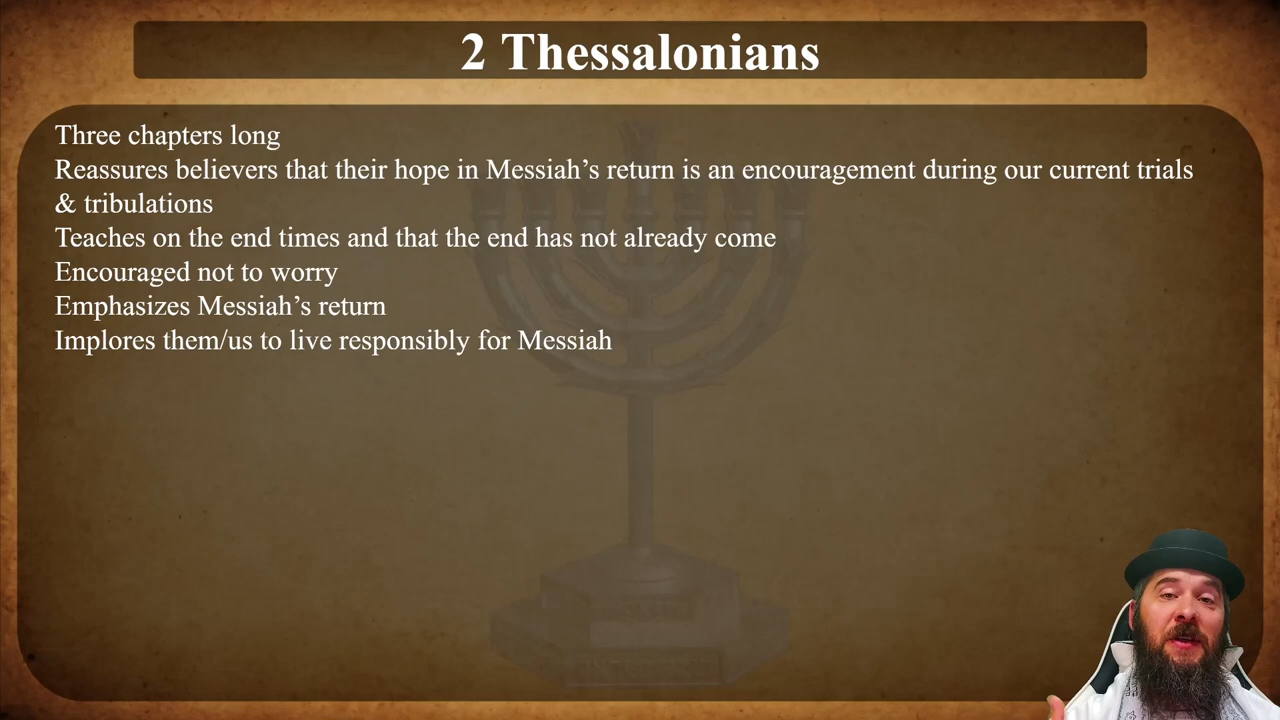 2 Thessalonians
Three chapters long
Reassures believers that their hope in Messiah’s return is an encouragement during our current trials
& tribulations
Teaches on the end times and that the end has not already come
Encouraged not to worry
Emphasizes Messiah’s return
Implores them/us to live responsibly for Messiah